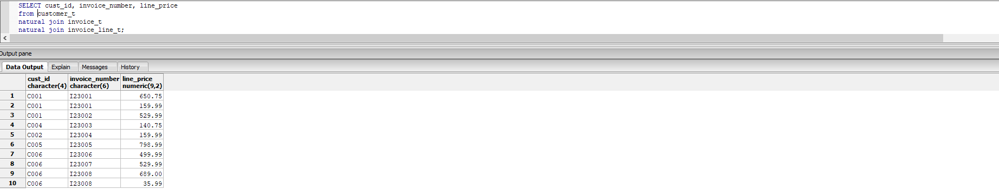 SELECT cust_id, invoice_number, line_price
from customer_t
natural join invoice_t
natural join invoice_line_t;
Output pane
Data Output Explain Messages History
cust_id invoice_number line_price
character(4) character(6) numeric(9,2)
1 C001 I23001 650.75
2 C001 I23001 159.99
3 C001 I23002 529.99
4 C004 I23003 140.75
5 C002 I23004 159.99
6 C005 I23005 798.99
7 C006 I23006 499.99
8 C006 I23007 529.99
9 C006 I23008 689.00
10 C006 I23008 35.99